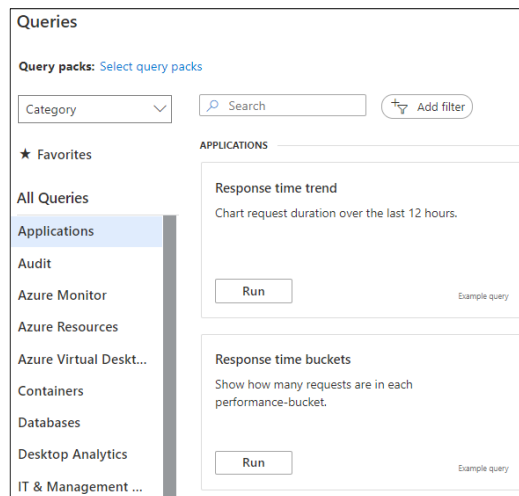 Queries
Query packs: Select query packs
Category
Search
Add filter
★ Favorites
All Queries
Applications
Audit
Azure Monitor
Azure Resources
Azure Virtual Deskt...
Containers
Databases
Desktop Analytics
IT & Management ...
APPLICATIONS
Response time trend
Chart request duration over the last 12 hours.
Run
Example query
Response time buckets
Show how many requests are in each
performance-bucket.
Run
Example query